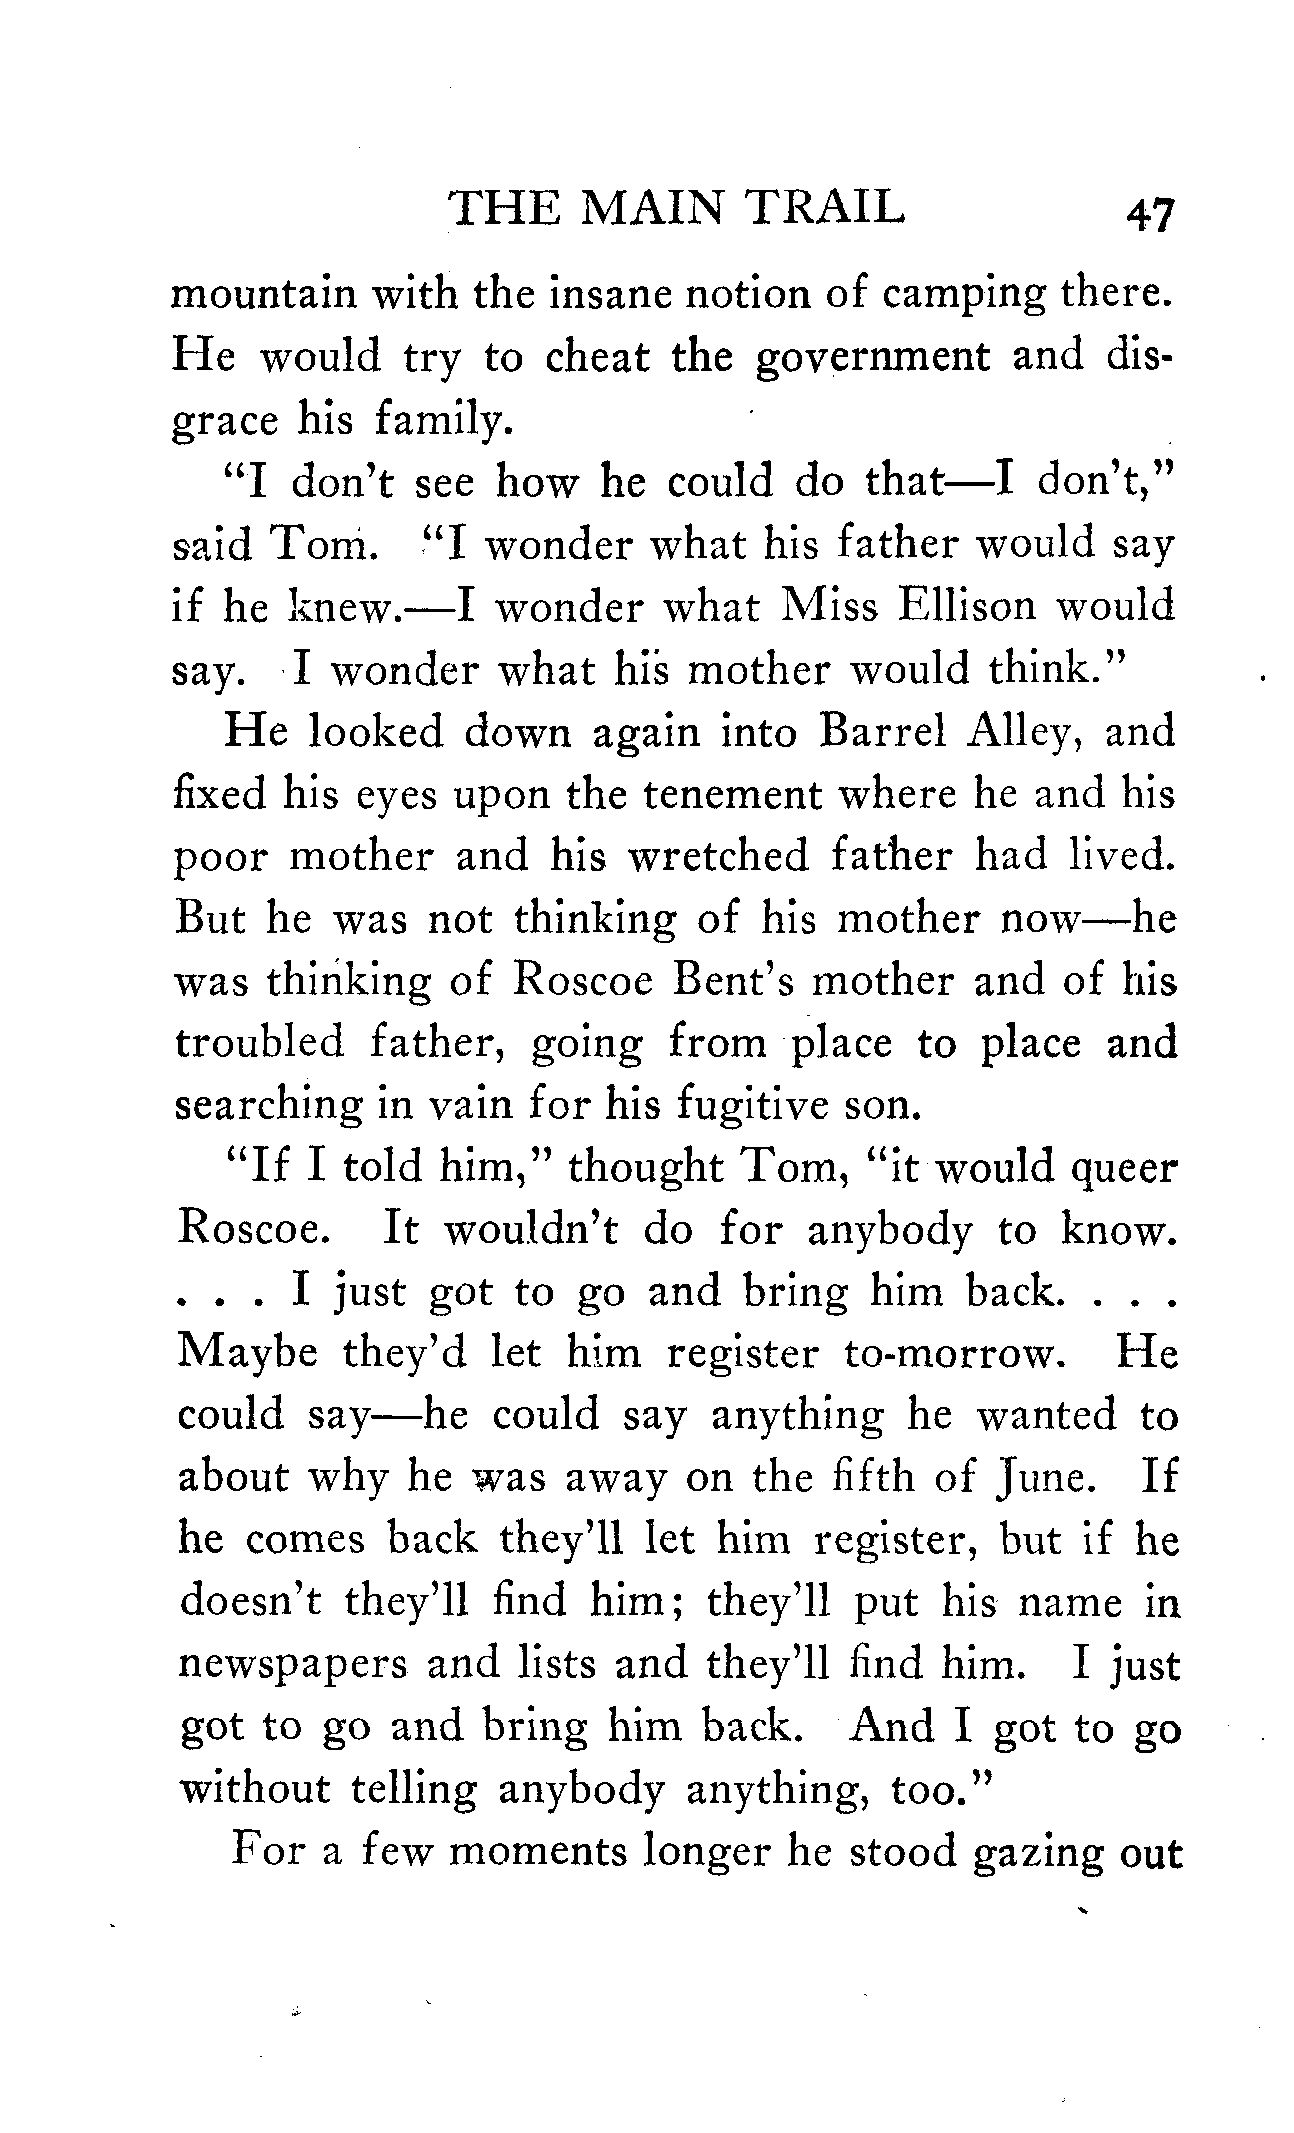 THE MAIN TRAIL 47
mountain with the insane notion of camping there.
He would try to cheat the government and dis-
grace his family.
"I don't see how he could do that—I don't,"
said Tom. "I wonder what his father would say
if he knew.—I wonder what Miss Ellison would
say. I wonder what his mother would think."
He looked down again into Barrel Alley, and
fixed his eyes upon the tenement where he and his
poor mother and his wretched father had lived.
But he was not thinking of his mother now—he
was thinking of Roscoe Bent's mother and of his
troubled father, going from place to place and
searching in vain for his fugitive son.
"If I told him," thought Tom, "it would queer
Roscoe. It wouldn't do for anybody to know.
. . . I just got to go and bring him back. . . .
Maybe they'd let him register to-morrow. He
could say—he could say anything he wanted to
about why he was away on the fifth of June. If
he comes back they'll let him register, but if he
doesn't they'll find him; they'll put his name in
newspapers and lists and they'll find him. I just
got to go and bring him back. And I got to go
without telling anybody anything, too."
For a few moments longer he stood gazing out